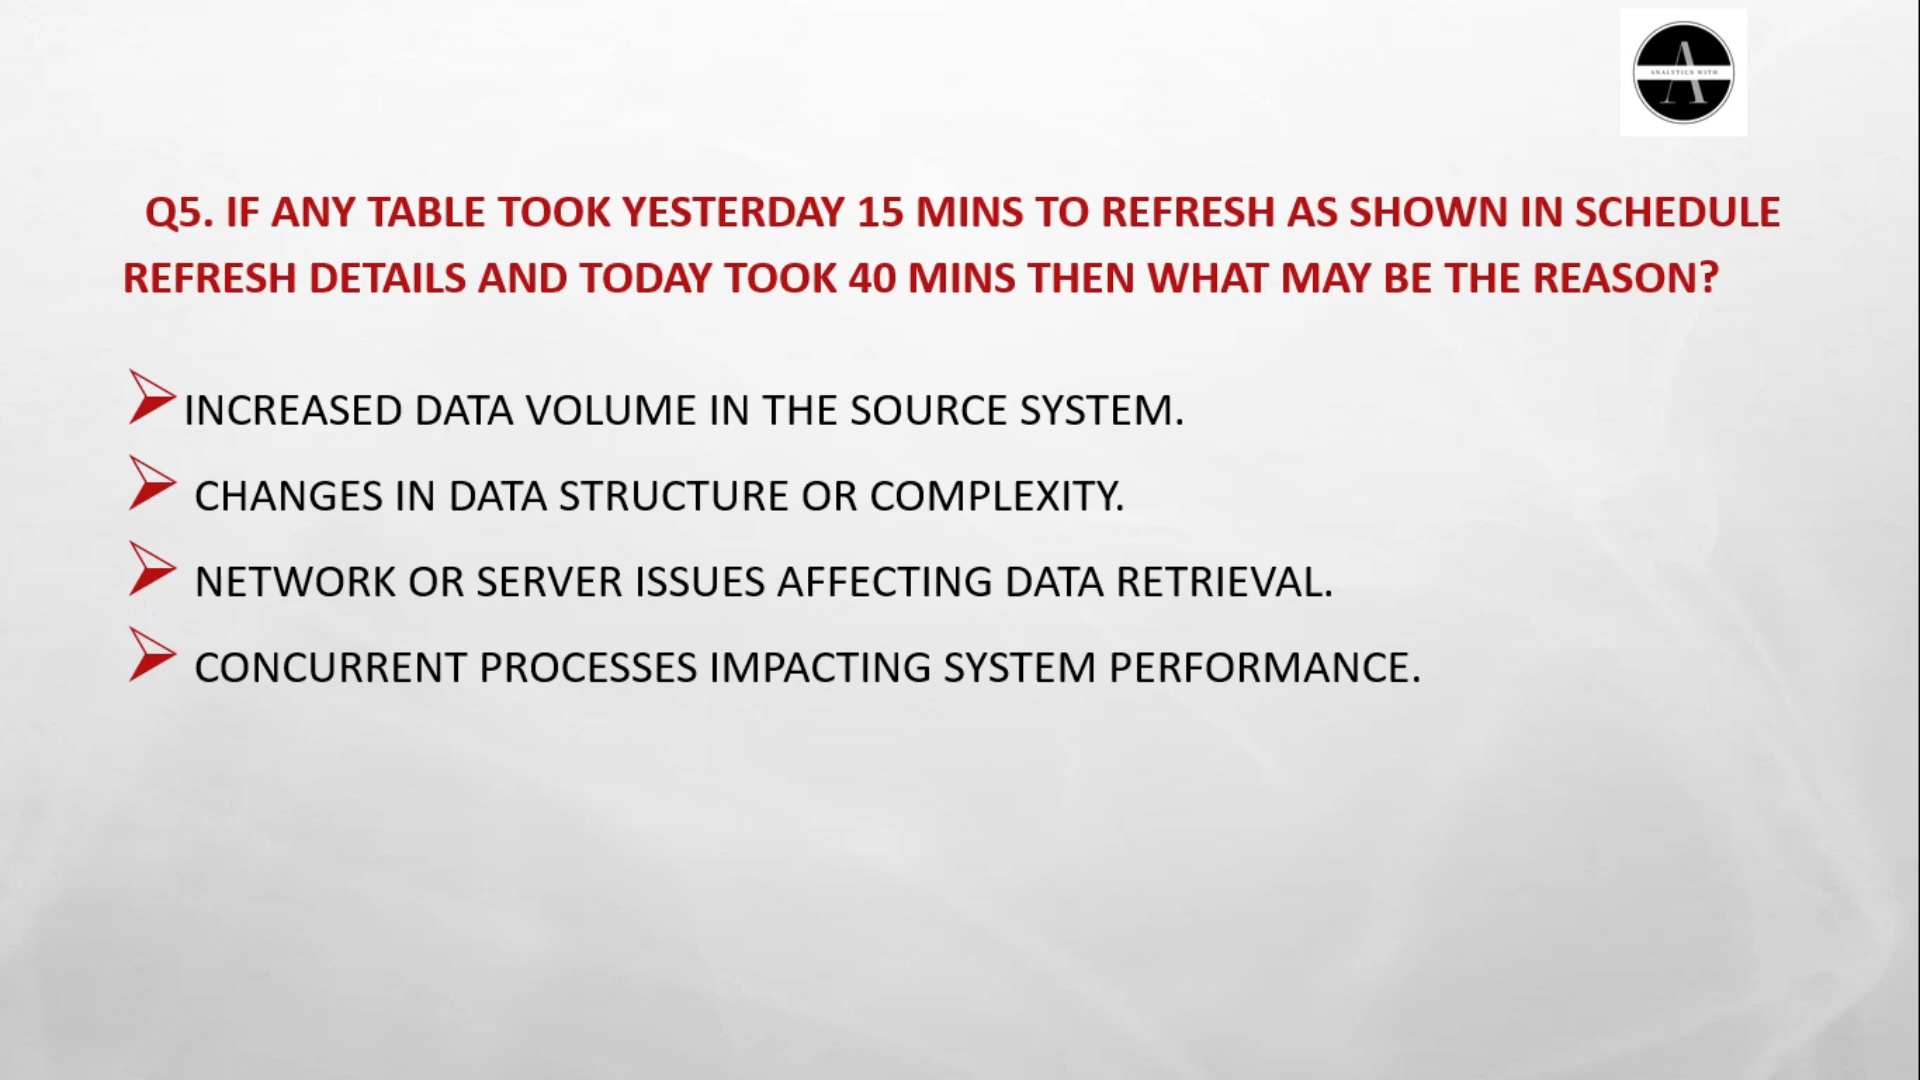 ANALYTICS WITH
A
Q5. IF ANY TABLE TOOK YESTERDAY 15 MINS TO REFRESH AS SHOWN IN SCHEDULE
REFRESH DETAILS AND TODAY TOOK 40 MINS THEN WHAT MAY BE THE REASON?
INCREASED DATA VOLUME IN THE SOURCE SYSTEM.
CHANGES IN DATA STRUCTURE OR COMPLEXITY.
NETWORK OR SERVER ISSUES AFFECTING DATA RETRIEVAL.
CONCURRENT PROCESSES IMPACTING SYSTEM PERFORMANCE.